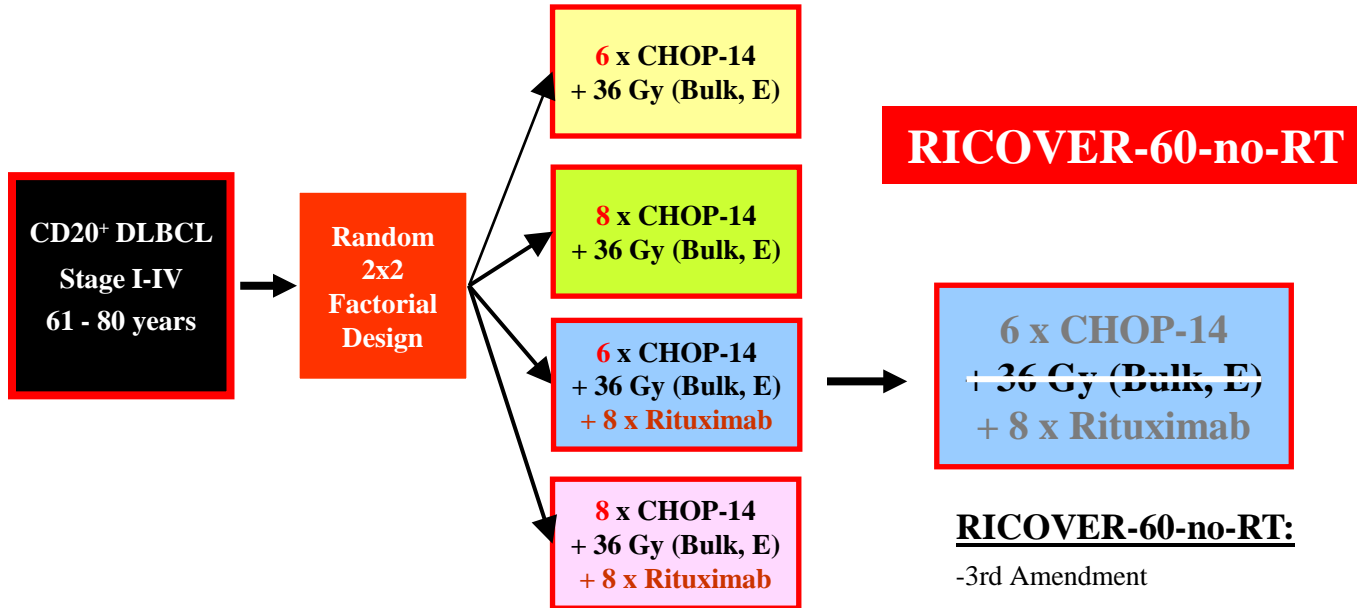 CD20+ DLBCL
Stage I-IV
61 - 80 years
Random
2x2
Factorial
Design
6 x CHOP-14
+ 36 Gy (Bulk, E)
8 x CHOP-14
+ 36 Gy (Bulk, E)
6 x CHOP-14
+ 36 Gy (Bulk, E)
+ 8 x Rituximab
8 x CHOP-14
+ 36 Gy (Bulk, E)
+ 8 x Rituximab
RICOVER-60-no-RT
6 x CHOP-14
+ 36 Gy (Bulk, E)
+ 8 x Rituximab
RICOVER-60-no-RT:
-3rd Amendment